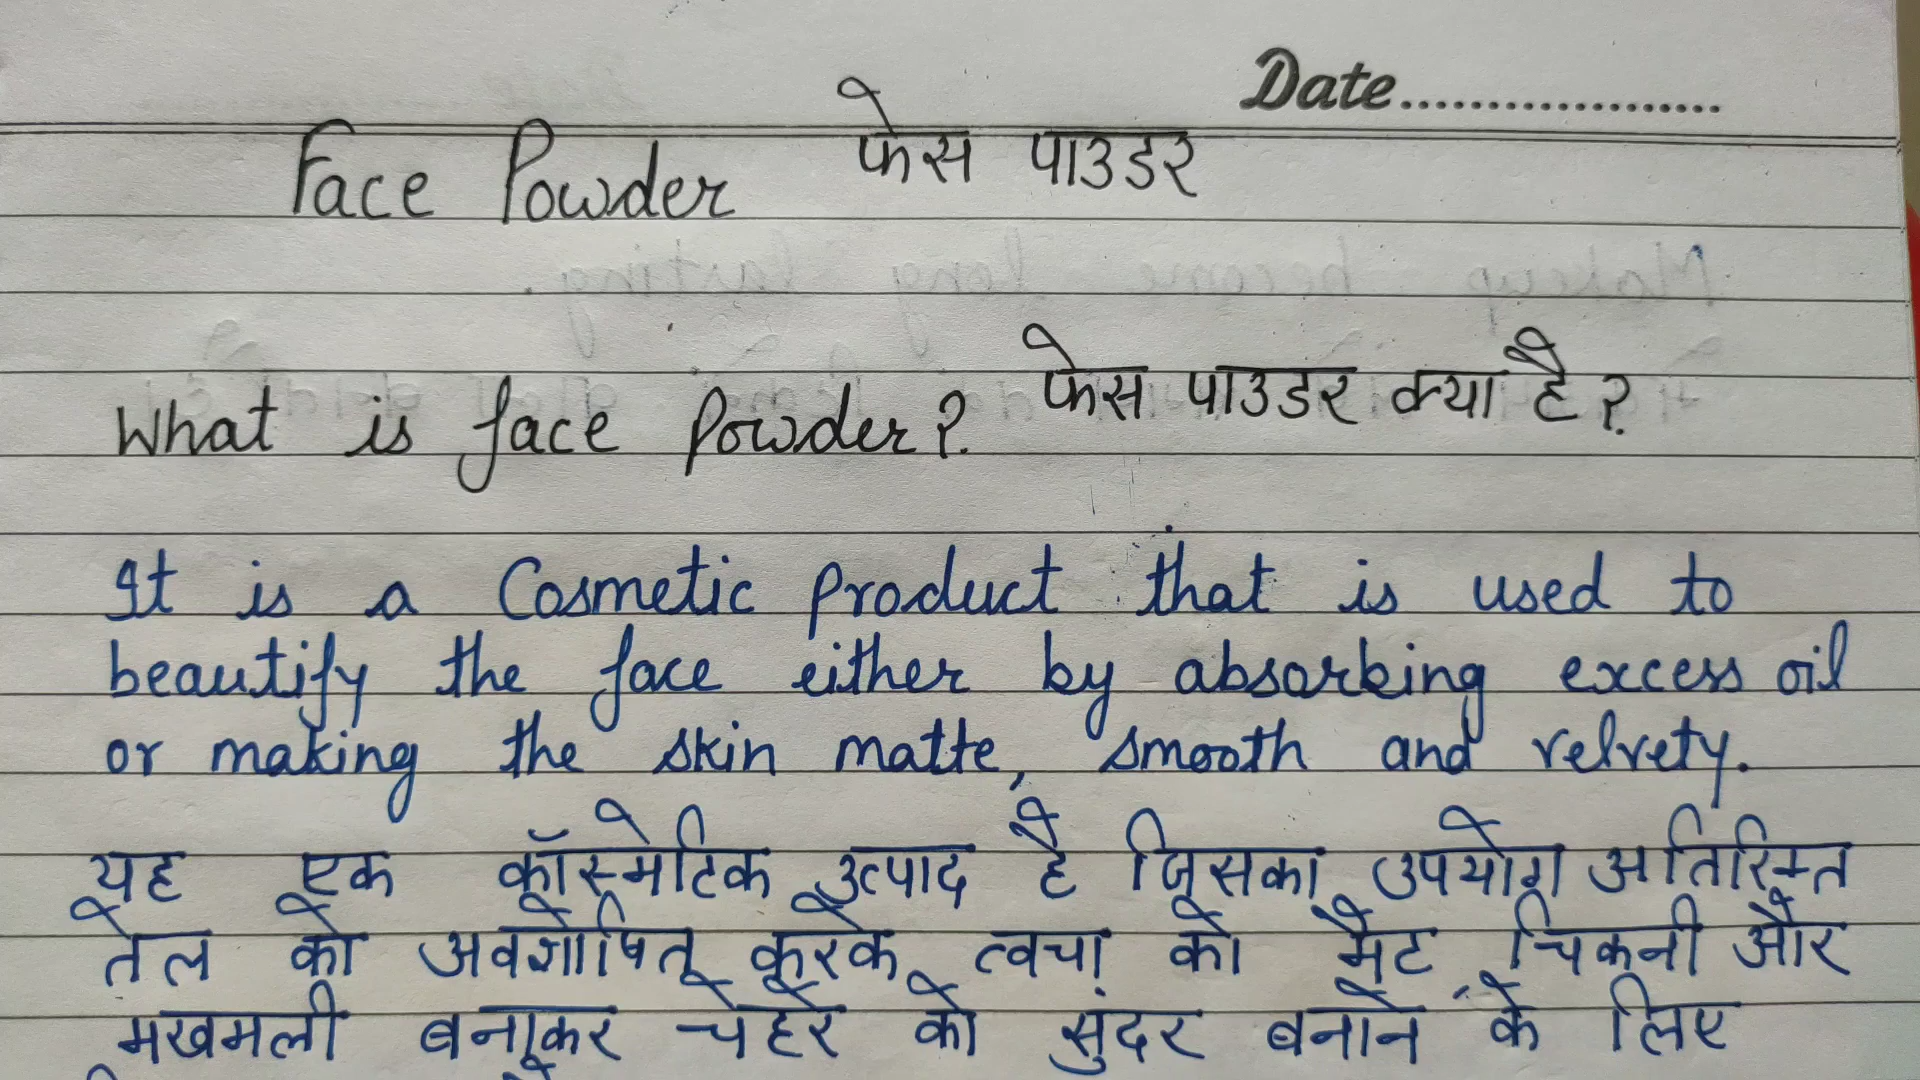 Date....................
Face Powder फेस पाउडर
What is face Powder? फेस पाउडर क्या है?
It is a Cosmetic product that is used to
beautify the face either by absorbing excess oil
or making the skin matte, smooth and velvety.
यह एक कॉस्मेटिक उत्पाद है जिसका उपयोग अतिरिक्त
तेल को अवशोषित करके त्वचा को मैट, चिकनी और
मखमली बनाकर चेहरे को सुंदर बनाने के लिए